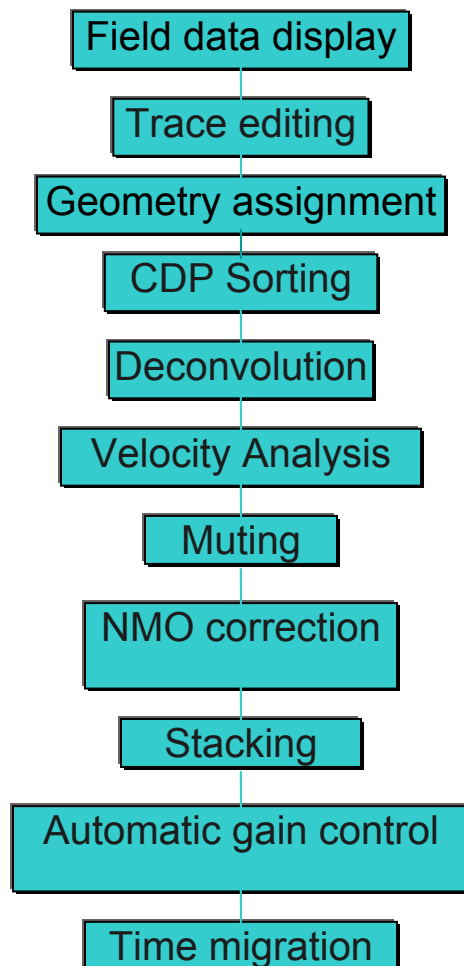 Field data display
Trace editing
Geometry assignment
CDP Sorting
Deconvolution
Velocity Analysis
Muting
NMO correction
Stacking
Automatic gain control
Time migration